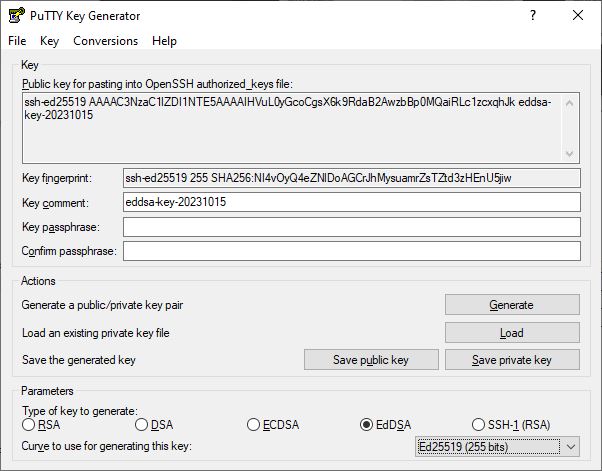 PuTTY Key Generator
File Key Conversions Help
Key
Public key for pasting into OpenSSH authorized_keys file:
ssh-ed25519 AAAAC3NzaC1lZDI1NTE5AAAAIHVuL0yGcoCgsX6k9RdaB2AwzbBp0MQaiRLc1zcxqhJk eddsa-
key-20231015
Key fingerprint: ssh-ed25519 255 SHA256:NI4vOyQ4eZNIDoAGCrJhMysuamrZsTZtd3zHEnU5jiw
Key comment: eddsa-key-20231015
Key passphrase:
Confirm passphrase:
Actions
Generate a public/private key pair Generate
Load an existing private key file Load
Save the generated key Save public key Save private key
Parameters
Type of key to generate:
RSA DSA ECDSA EdDSA SSH-1 (RSA)
Curve to use for generating this key: Ed25519 (255 bits)